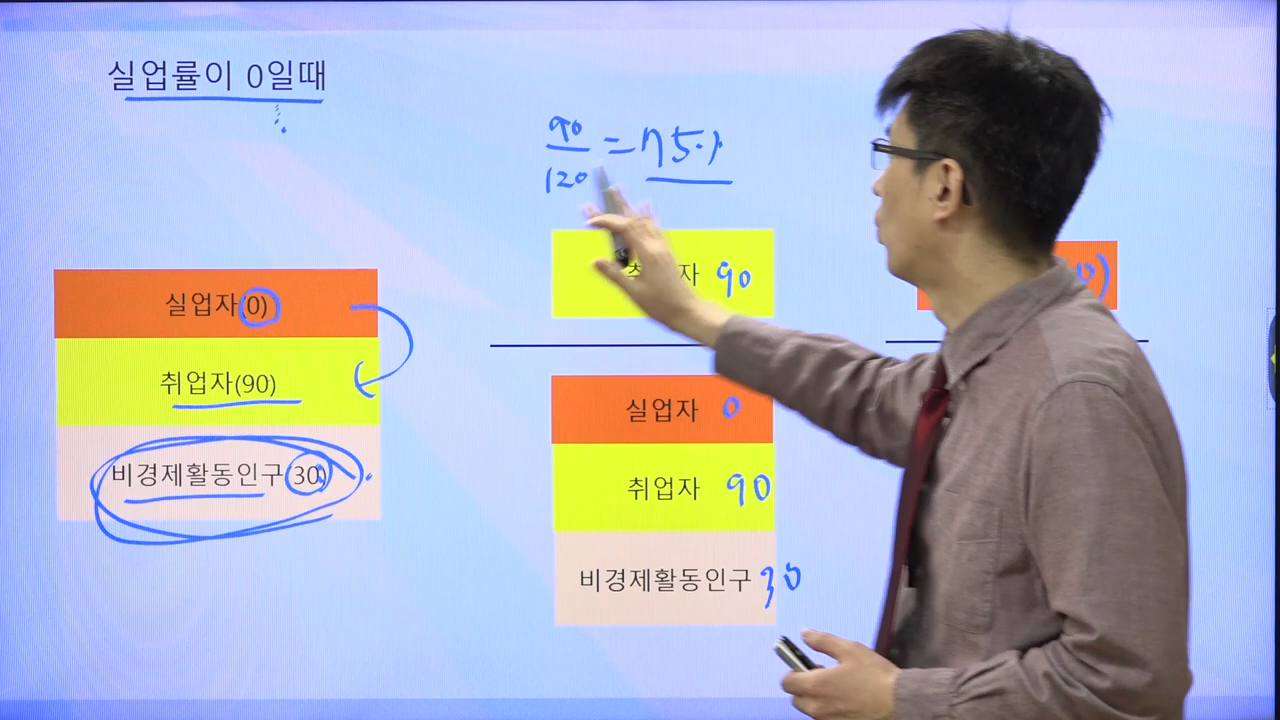 실업률이 0일때
90
120
= 75%
실업자(0)
취업자(90)
비경제활동인구(30)
90
실업자 0
취업자 90
비경제활동인구 30
0)